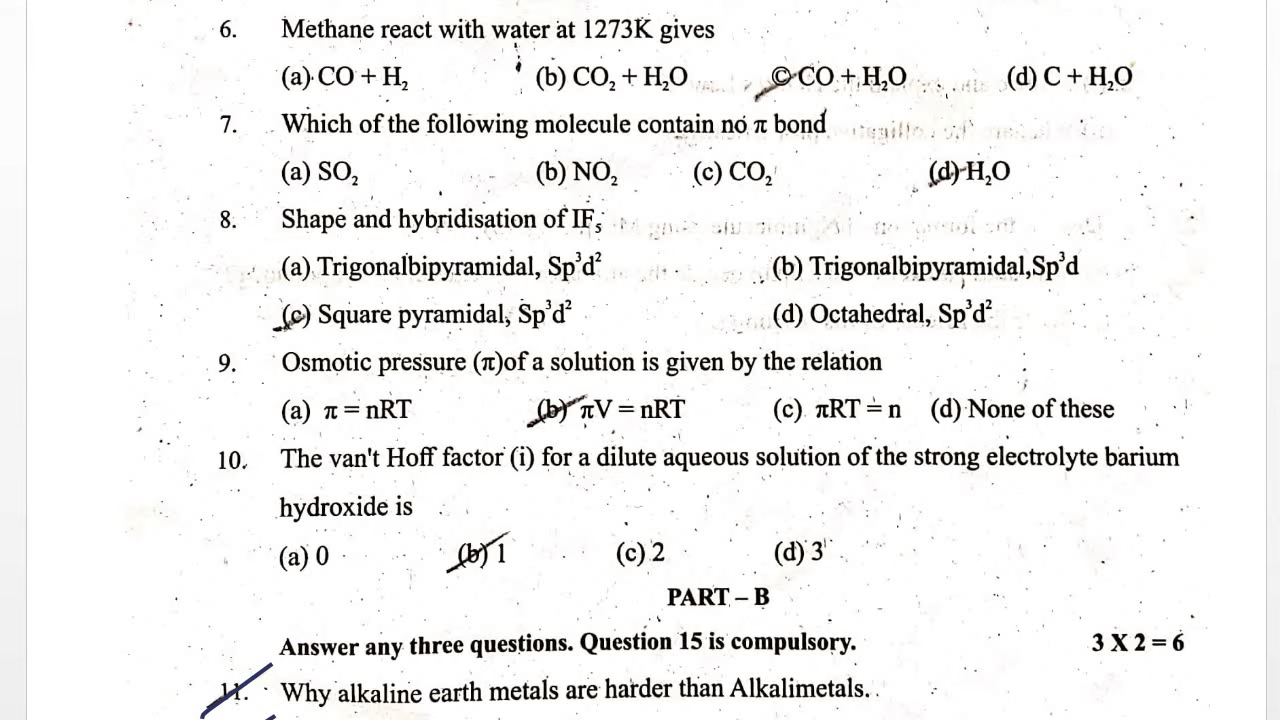 6. Methane react with water at 1273K gives
(a) CO + H₂ (b) CO₂ + H₂O © CO + H₂O (d) C + H₂O
7. Which of the following molecule contain no π bond
(a) SO₂ (b) NO₂ (c) CO₂ (d) H₂O
8. Shape and hybridisation of IF₅
(a) Trigonalbipyramidal, Sp³d² (b) Trigonalbipyramidal,Sp³d
(c) Square pyramidal, Sp³d² (d) Octahedral, Sp³d²
9. Osmotic pressure (π)of a solution is given by the relation
(a) π = nRT (b) πV = nRT (c) πRT = n (d) None of these
10. The van't Hoff factor (i) for a dilute aqueous solution of the strong electrolyte barium
hydroxide is
(a) 0 (b) 1 (c) 2 (d) 3
PART – B
Answer any three questions. Question 15 is compulsory. 3 X 2 = 6
11. Why alkaline earth metals are harder than Alkalimetals.